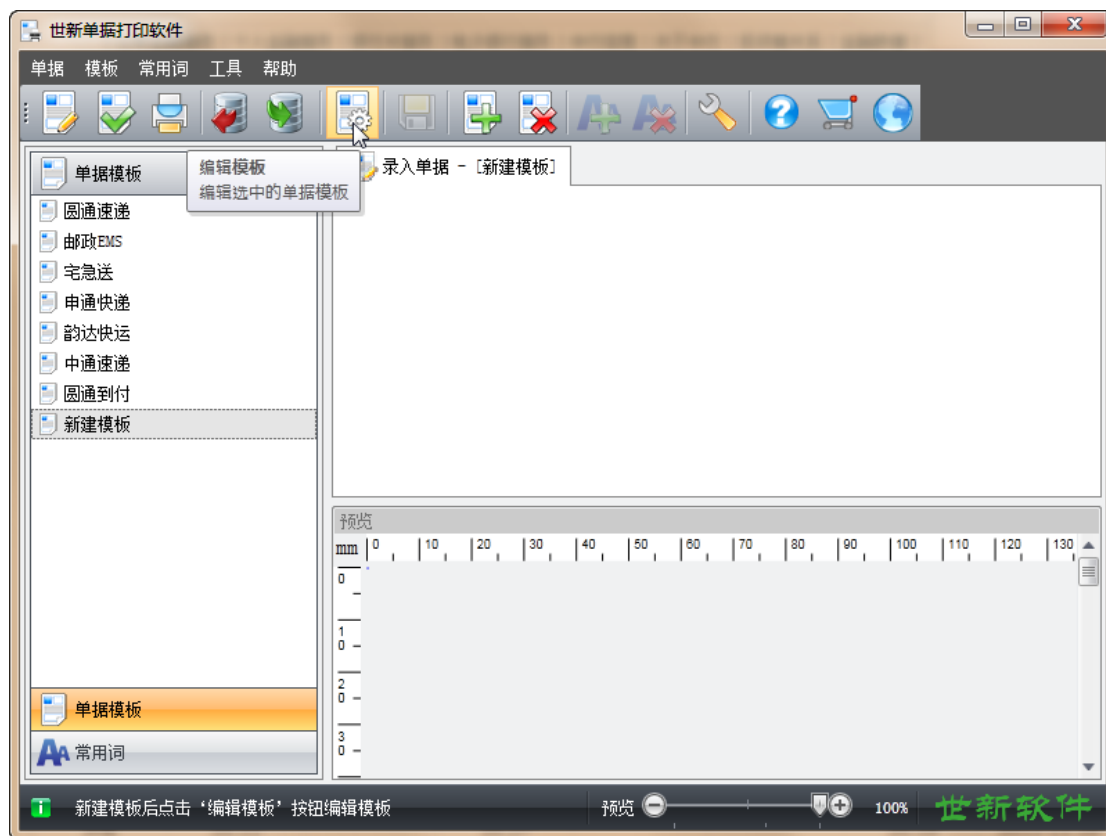 世新单据打印软件
单据 模板 常用词 工具 帮助
单据模板
编辑模板
编辑选中的单据模板
录入单据 - [新建模板]
圆通速递
邮政EMS
宅急送
申通快递
韵达快运
中通速递
圆通到付
新建模板
预览
mm 0 10 20 30 40 50 60 70 80 90 100 110 120 130
0
10
20
30
单据模板
常用词
新建模板后点击‘编辑模板’按钮编辑模板 预览 100% 世新软件